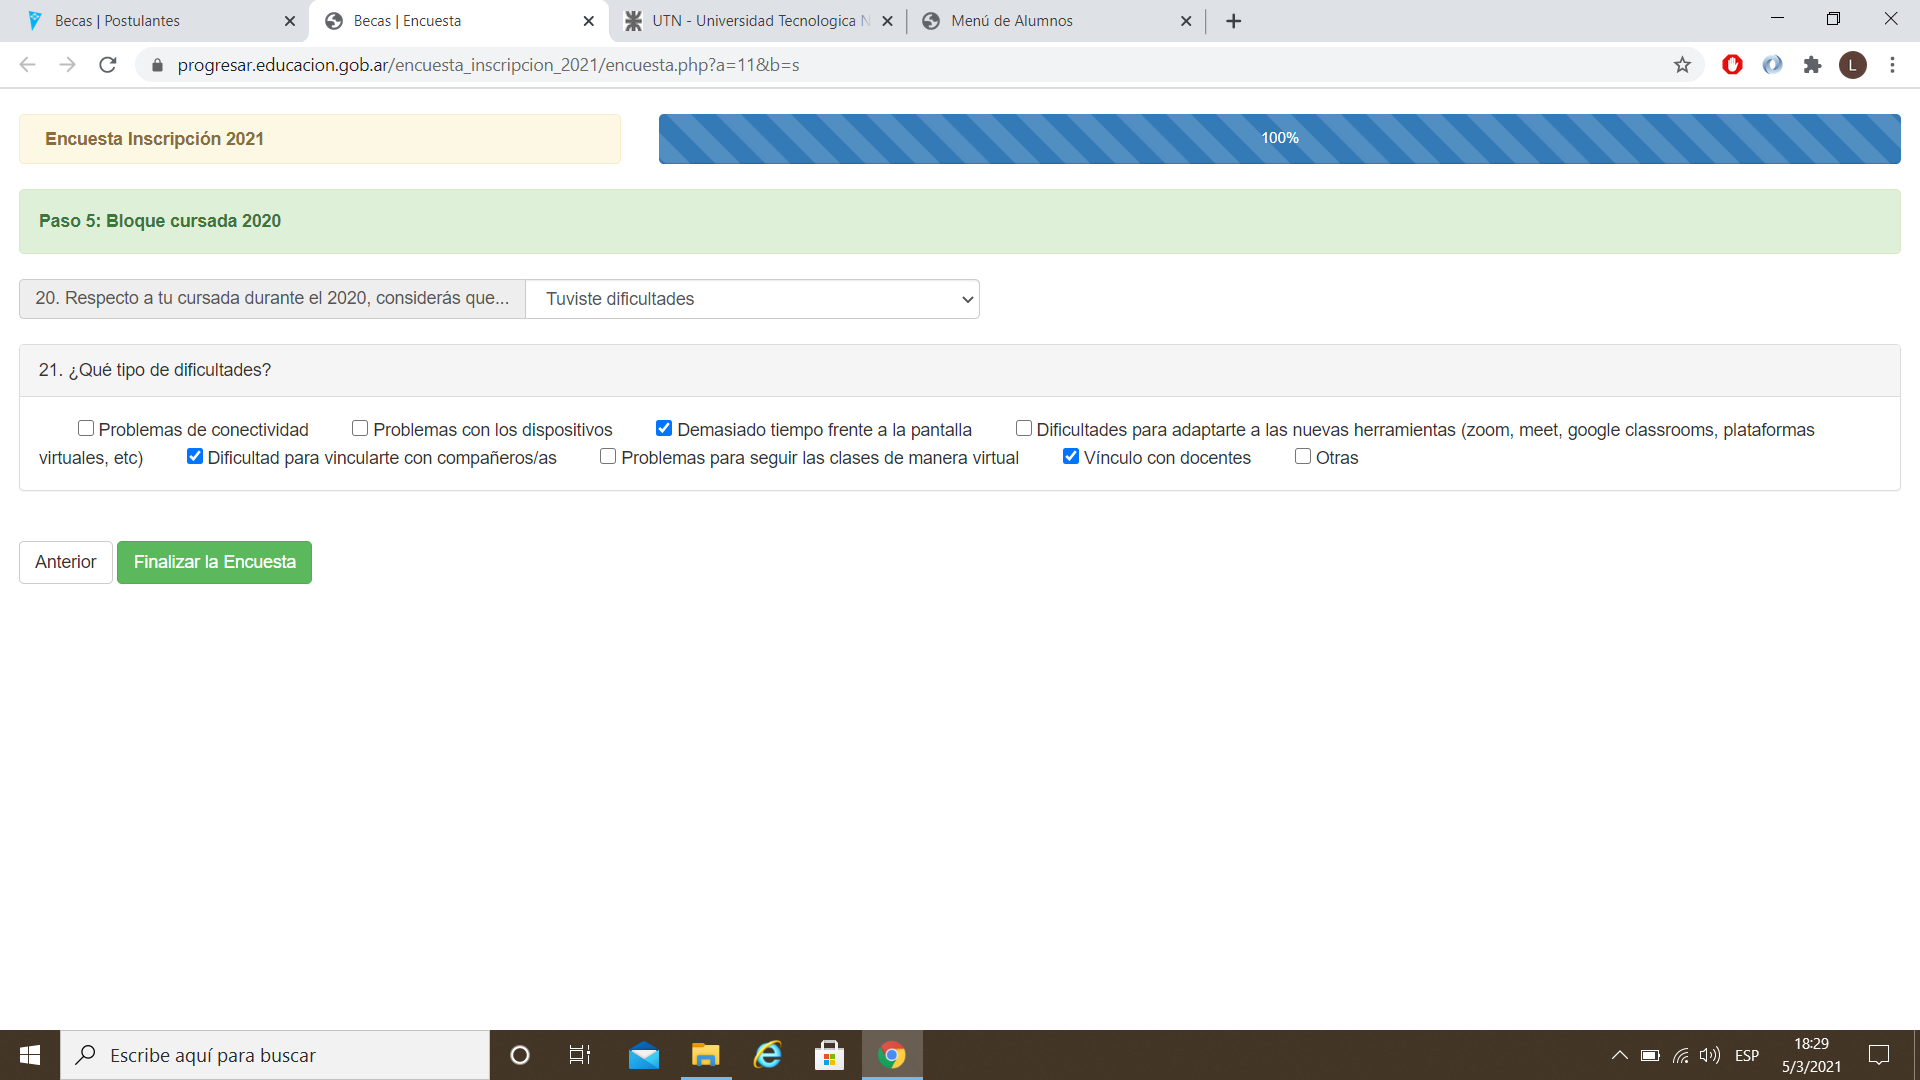 Becas | Postulantes
Becas | Encuesta
UTN - Universidad Tecnologica N
Menú de Alumnos
progresar.educacion.gob.ar/encuesta_inscripcion_2021/encuesta.php?a=11&b=s
L
Encuesta Inscripción 2021
100%
Paso 5: Bloque cursada 2020
20. Respecto a tu cursada durante el 2020, considerás que...
Tuviste dificultades
21. ¿Qué tipo de dificultades?
Problemas de conectividad Problemas con los dispositivos Demasiado tiempo frente a la pantalla Dificultades para adaptarte a las nuevas herramientas (zoom, meet, google classrooms, plataformas
virtuales, etc) Dificultad para vincularte con compañeros/as Problemas para seguir las clases de manera virtual Vínculo con docentes Otras
Anterior
Finalizar la Encuesta
Escribe aquí para buscar
ESP
18:29
5/3/2021